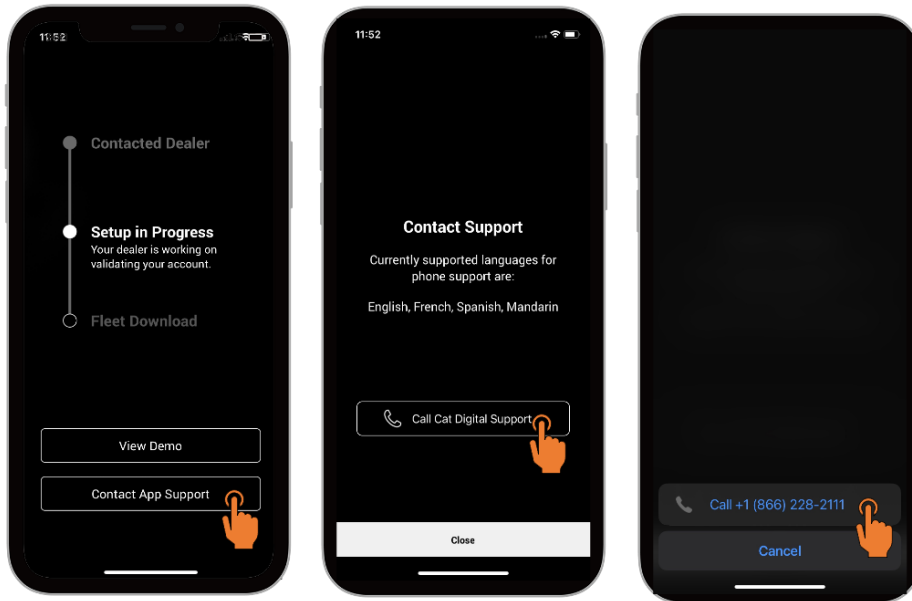 11:52
Contacted Dealer
Setup in Progress
Your dealer is working on
validating your account.
Fleet Download
View Demo
Contact App Support
11:52
Contact Support
Currently supported languages for
phone support are:
English, French, Spanish, Mandarin
Call Cat Digital Support
Close
Call +1 (866) 228-2111
Cancel